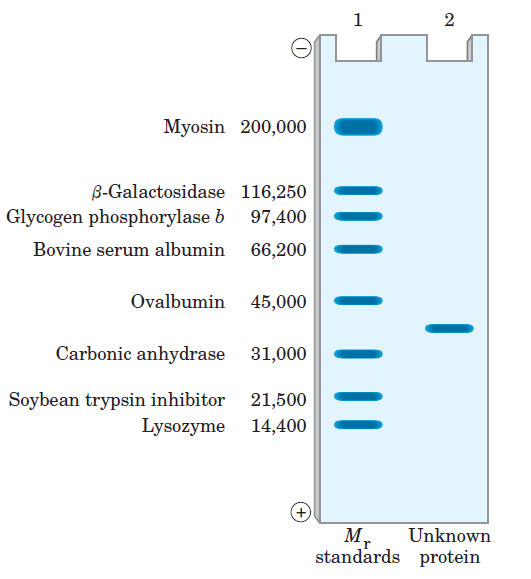 1 2
−
Myosin 200,000
β-Galactosidase 116,250
Glycogen phosphorylase b 97,400
Bovine serum albumin 66,200
Ovalbumin 45,000
Carbonic anhydrase 31,000
Soybean trypsin inhibitor 21,500
Lysozyme 14,400
+
Mr Unknown
standards protein